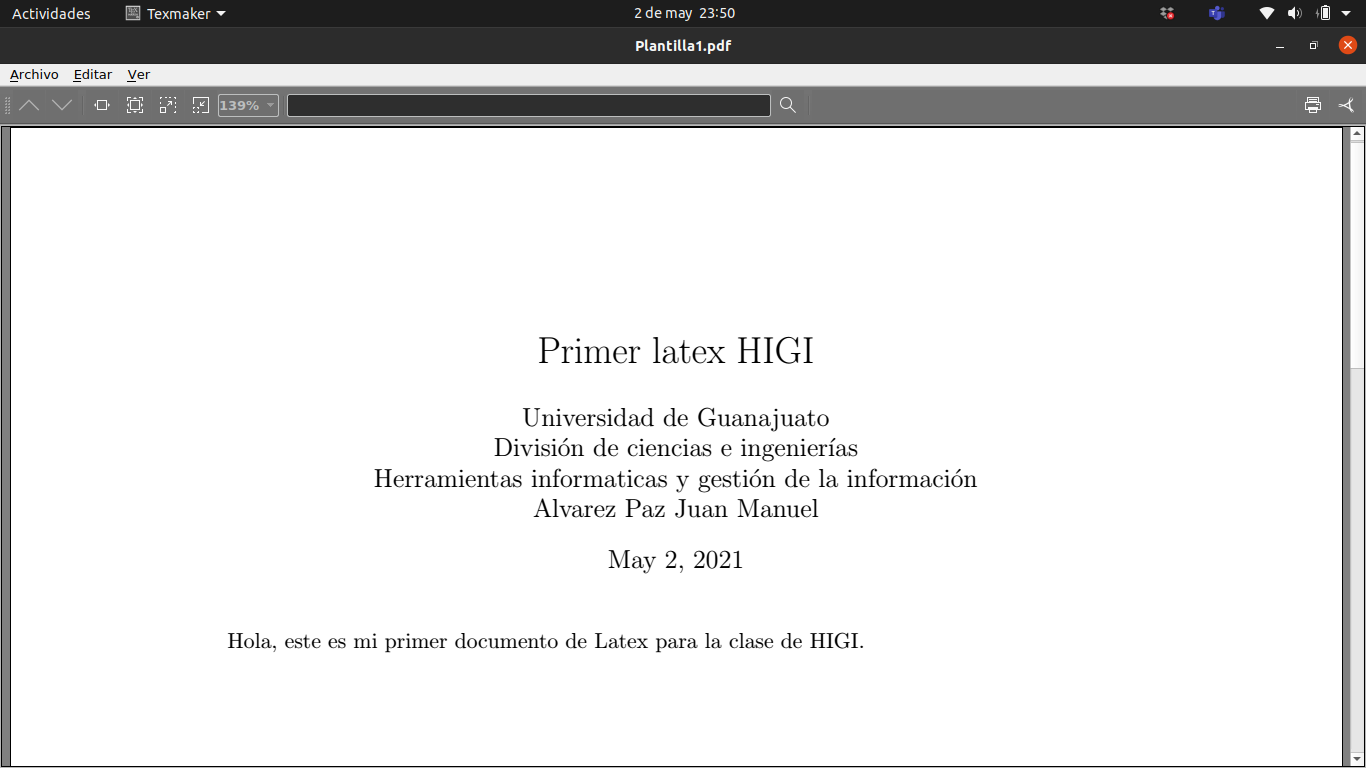 Actividades Texmaker 2 de may 23:50
Plantilla1.pdf
Archivo Editar Ver
139%
Primer latex HIGI
Universidad de Guanajuato
División de ciencias e ingenierías
Herramientas informaticas y gestión de la información
Alvarez Paz Juan Manuel
May 2, 2021
Hola, este es mi primer documento de Latex para la clase de HIGI.